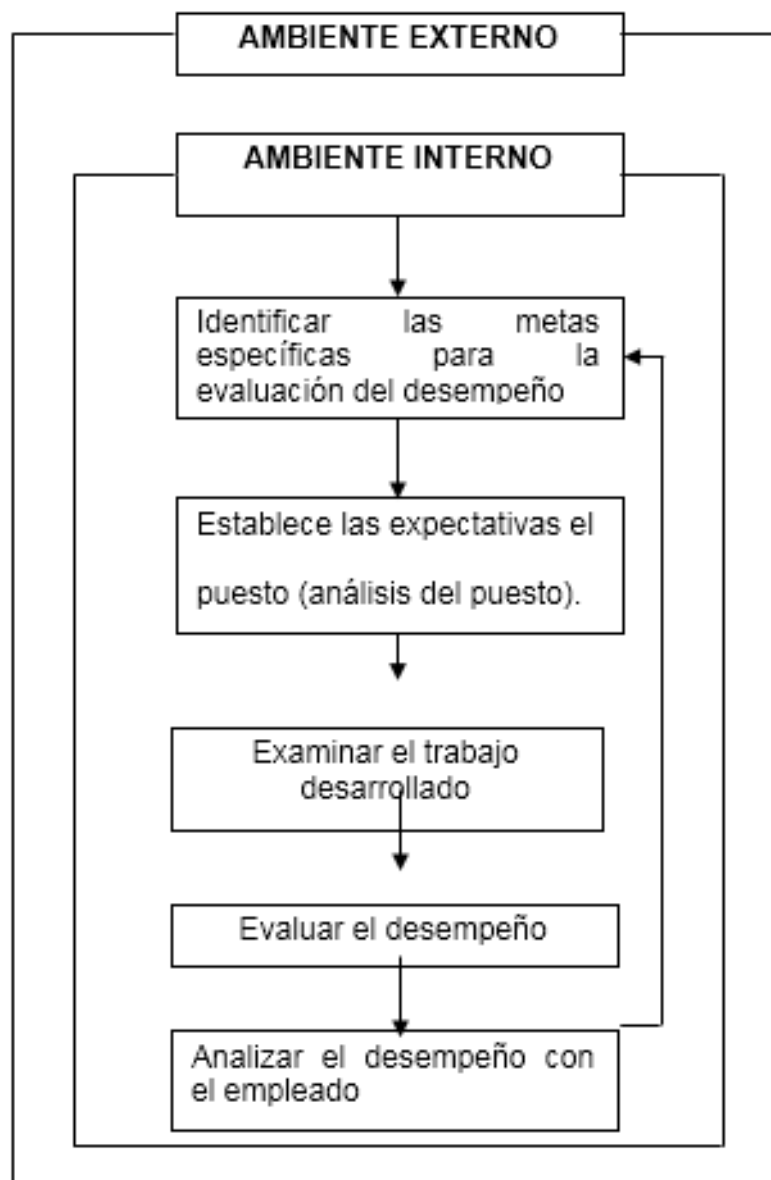 AMBIENTE EXTERNO
AMBIENTE INTERNO
Identificar las metas
específicas para la
evaluación del desempeño
Establece las expectativas el
puesto (análisis del puesto).
Examinar el trabajo
desarrollado
Evaluar el desempeño
Analizar el desempeño con
el empleado